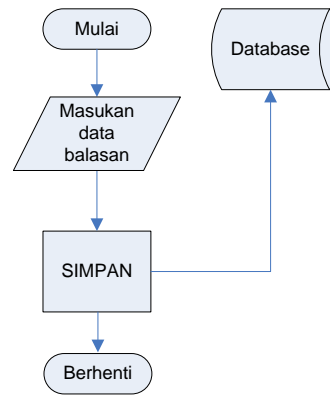 Mulai
Database
Masukan
data
balasan
SIMPAN
Berhenti